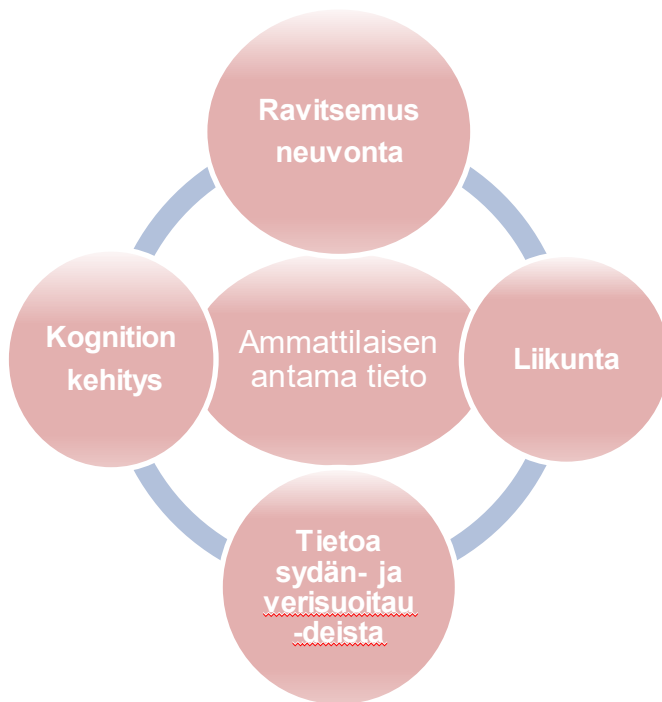 Ravitsemus
neuvonta
Kognition
kehitys
Ammattilaisen
antama tieto
Liikunta
Tietoa
sydän- ja
verisuoitau
-deista